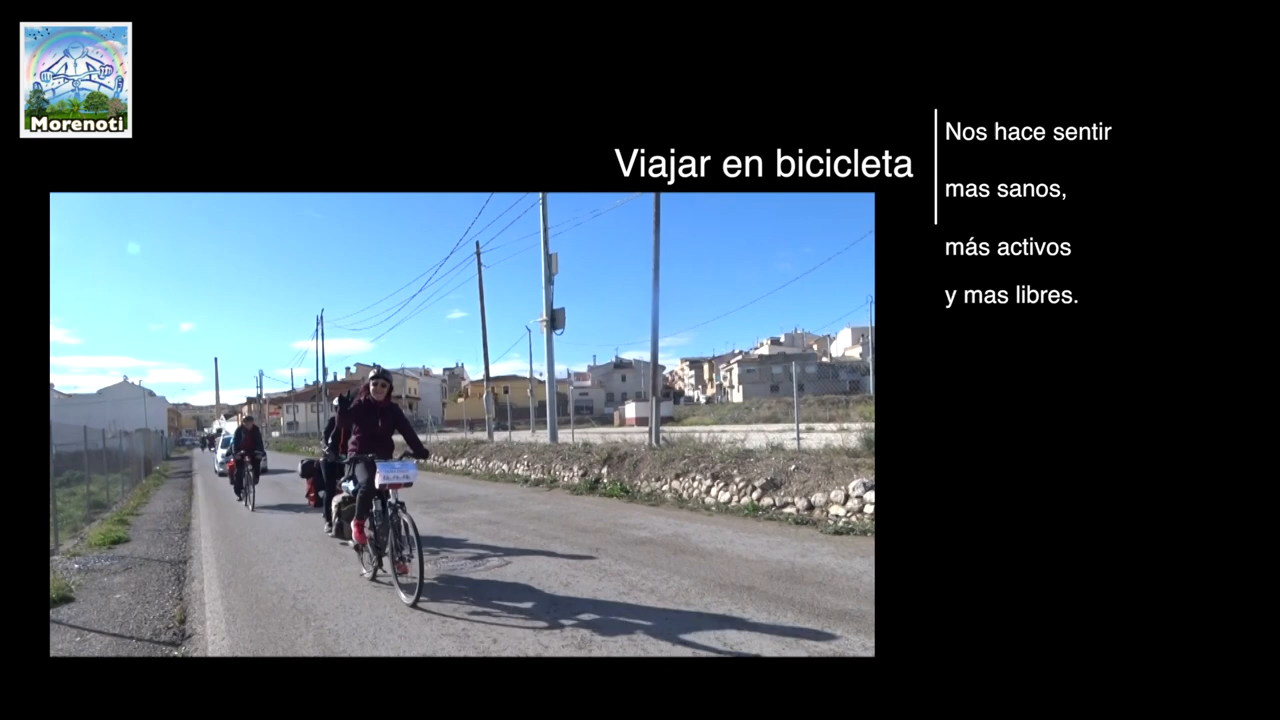 Morenoti
Viajar en bicicleta
Nos hace sentir
mas sanos,
más activos
y mas libres.